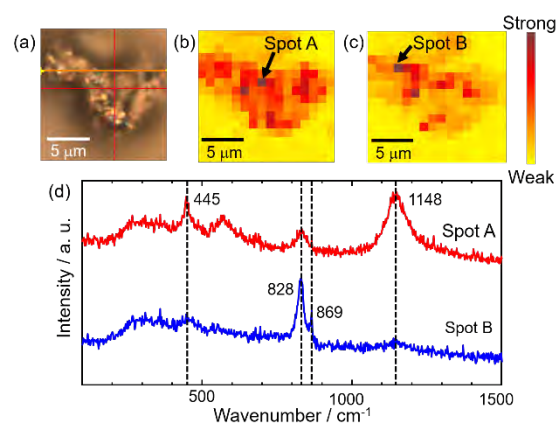 (a)
5 μm
(b)
Spot A
5 μm
(c)
Spot B
5 μm
Strong
Weak
(d)
Intensity / a. u.
445
1148
Spot A
828
869
Spot B
500
1000
1500
Wavenumber / cm⁻¹